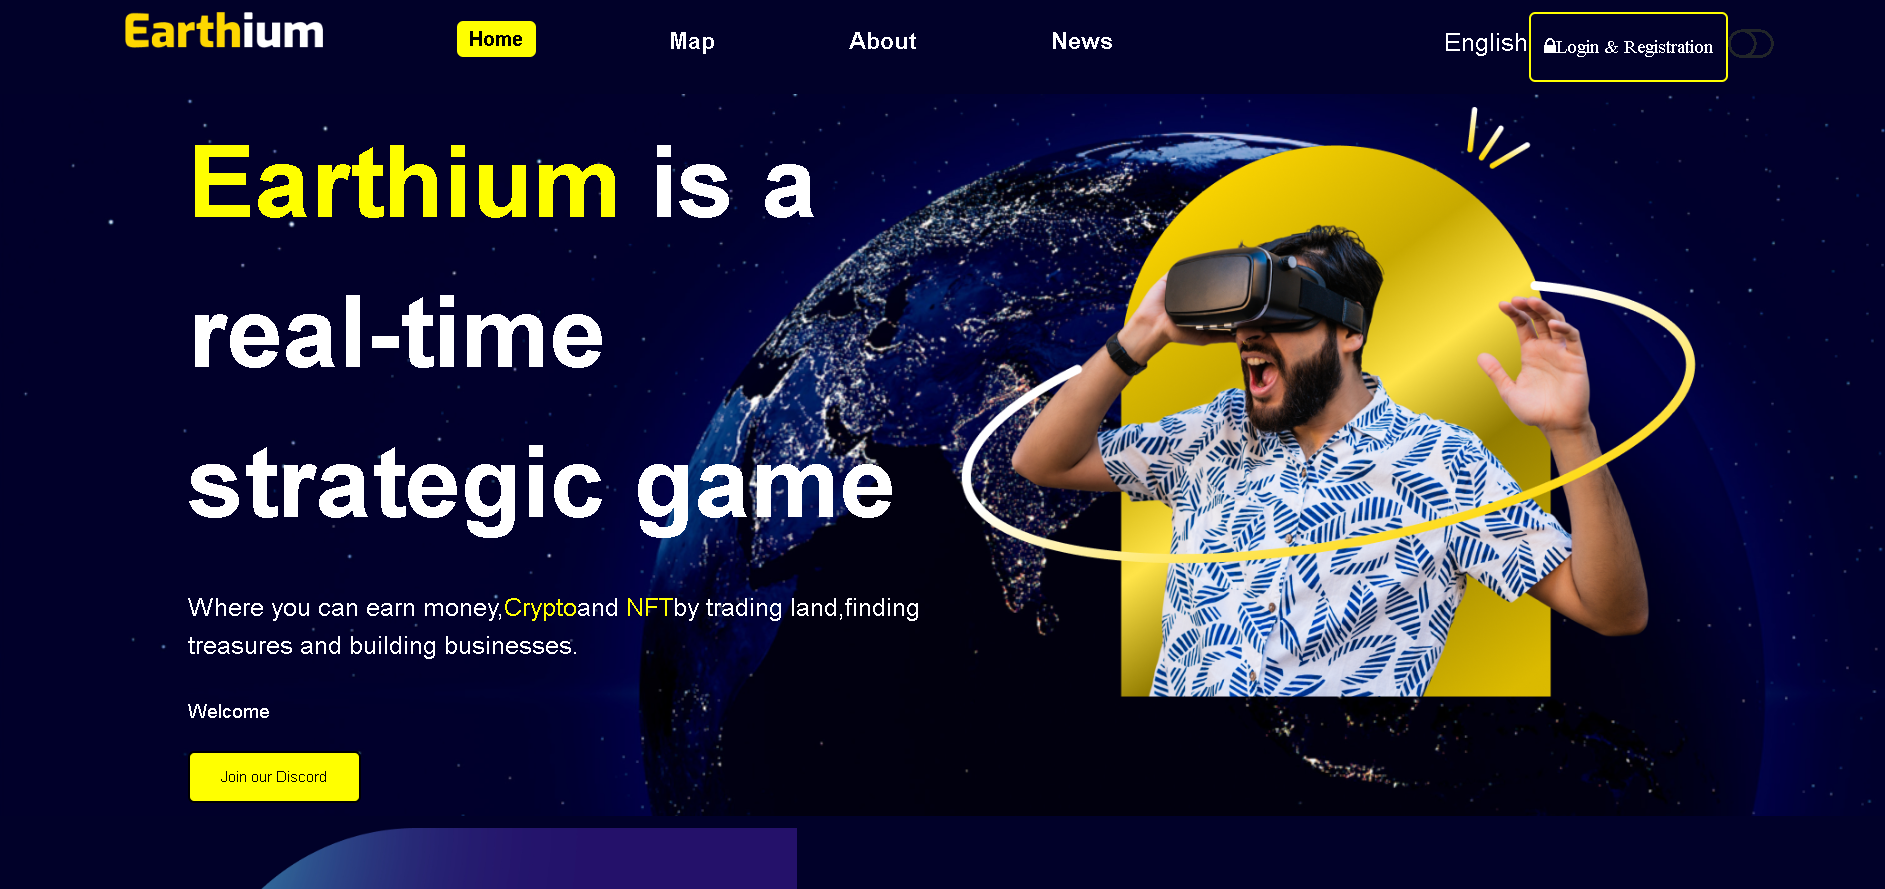 Earthium
Home
Map
About
News
English
Login & Registration
Earthium is a
real-time
strategic game
Where you can earn money,Cryptoand NFTby trading land,finding
treasures and building businesses.
Welcome
Join our Discord